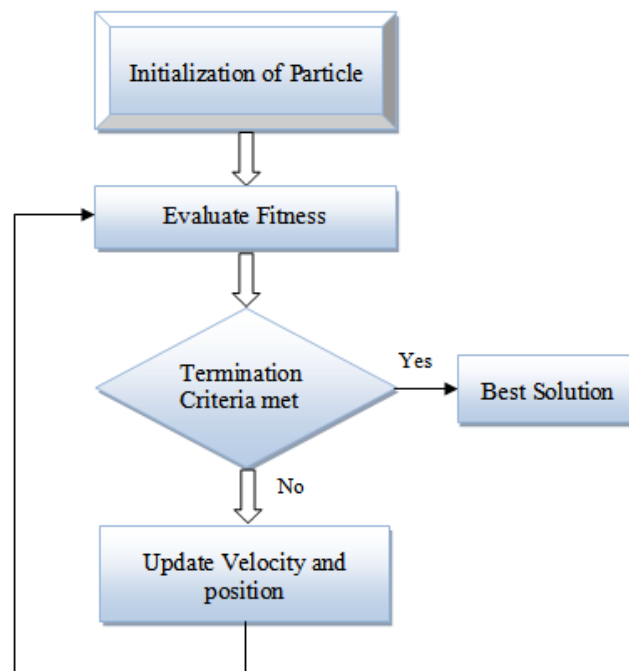 Initialization of Particle
Evaluate Fitness
Termination
Criteria met
Yes
Best Solution
No
Update Velocity and
position